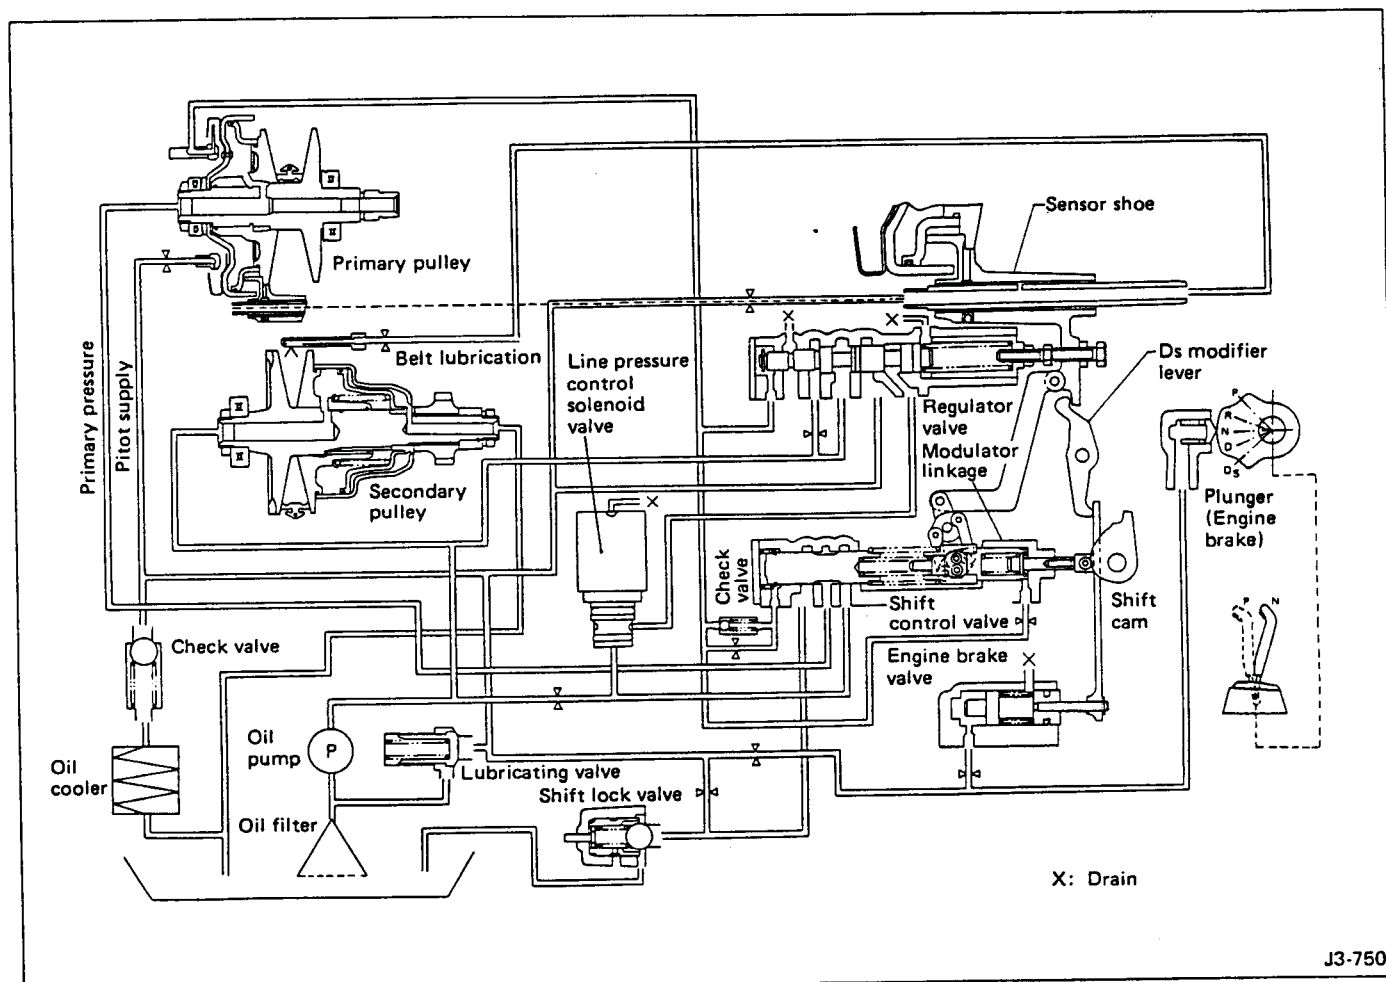 Sensor shoe
Primary pulley
Primary pressure
Pitot supply
Belt lubrication
Line pressure
control
solenoid
valve
Ds modifier
lever
Regulator
valve
Modulator
linkage
P
R
N
D
Ds
Secondary
pulley
Plunger
(Engine
brake)
Check
valve
Shift
control valve
Shift
cam
P N
Check valve
Engine brake
valve
Oil
pump
P
Lubricating valve
Oil
cooler
Shift lock valve
Oil filter
X: Drain
J3-750